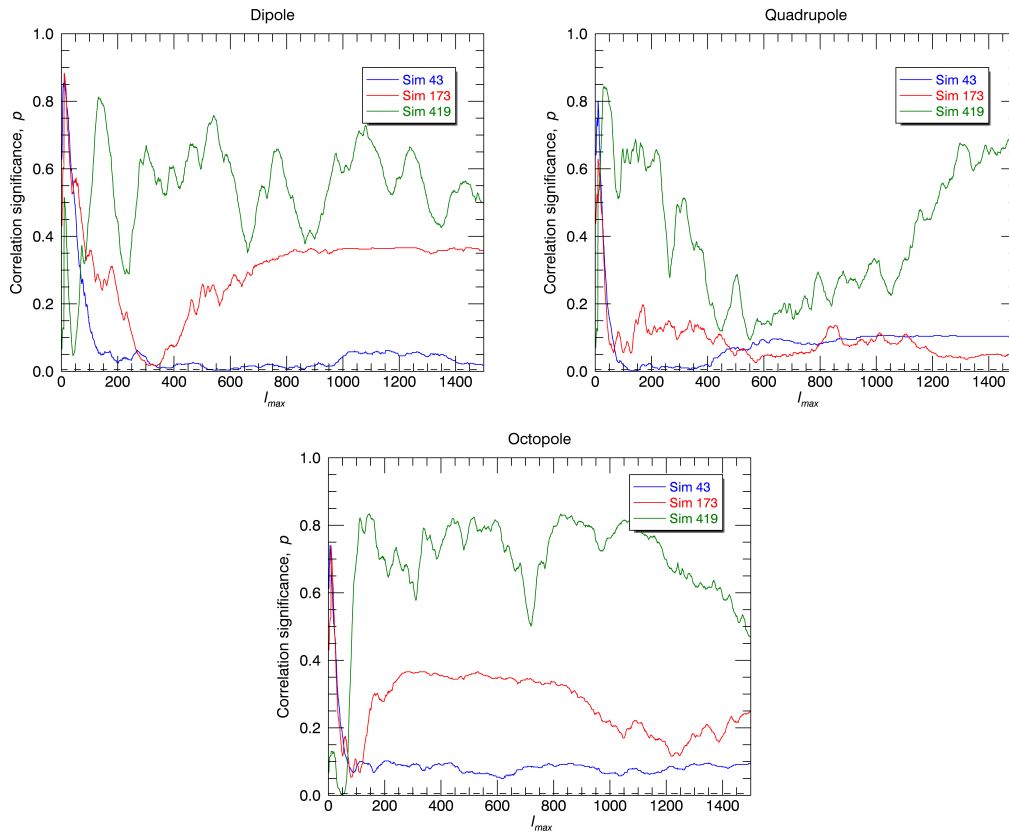 Dipole
Correlation significance, p
1.0
0.8
0.6
0.4
0.2
0.0
Sim 43
Sim 173
Sim 419
0 200 400 600 800 1000 1200 1400
l_max
Quadrupole
Correlation significance, p
1.0
0.8
0.6
0.4
0.2
0.0
Sim 43
Sim 173
Sim 419
0 200 400 600 800 1000 1200 1400
l_max
Octopole
Correlation significance, p
1.0
0.8
0.6
0.4
0.2
0.0
Sim 43
Sim 173
Sim 419
0 200 400 600 800 1000 1200 1400
l_max